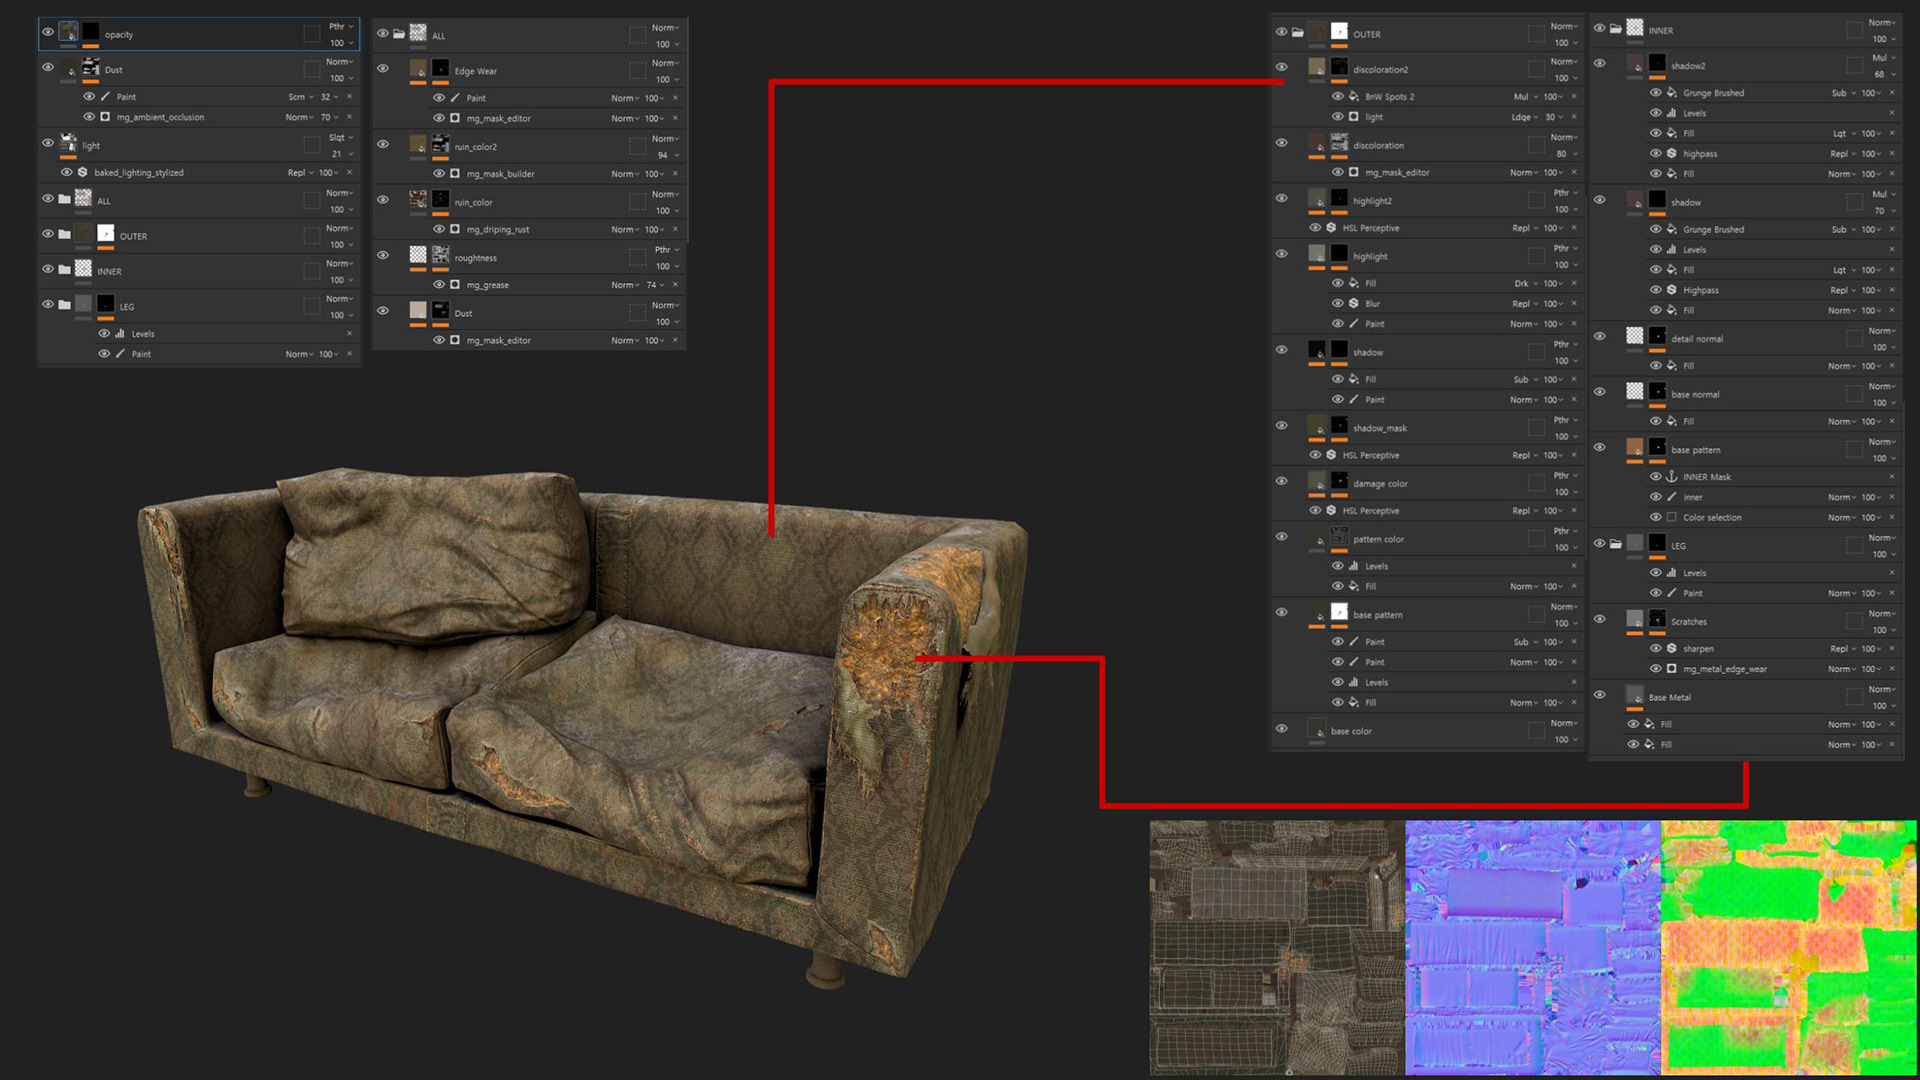 opacity Pthr
100
Dust Norm
100
Paint Scrn 32
mg_ambient_occlusion Norm 70
light Slgt
21
baked_lighting_stylized Repl 100
ALL Norm
100
OUTER Norm
100
INNER Norm
100
LEG Norm
100
Levels
Paint Norm 100
ALL Norm
100
Edge Wear Norm
100
Paint Norm 100
mg_mask_editor Norm 100
ruin_color2 Norm
94
mg_mask_builder Norm 100
ruin_color Norm
100
mg_driping_rust Norm 100
roughtness Pthr
100
mg_grease Norm 74
Dust Norm
100
mg_mask_editor Norm 100
OUTER Norm
100
discoloration2 Norm
100
BnW Spots 2 Mul 100
light Ldge 30
discoloration Norm
80
mg_mask_editor Norm 100
highlight2 Pthr
100
HSL Perceptive Repl 100
highlight Pthr
100
Fill Drk 100
Blur Repl 100
Paint Norm 100
shadow Pthr
100
Fill Sub 100
Paint Norm 100
shadow_mask Pthr
100
HSL Perceptive Repl 100
damage color Pthr
100
HSL Perceptive Repl 100
pattern color Pthr
100
Levels
Fill Norm 100
base pattern Norm
100
Paint Sub 100
Paint Norm 100
Levels
Fill Norm 100
base color Norm
100
INNER Norm
100
shadow2 Mul
68
Grunge Brushed Sub 100
Levels
Fill Lgt 100
highpass Repl 100
Fill Norm 100
shadow Mul
70
Grunge Brushed Sub 100
Levels
Fill Lgt 100
Highpass Repl 100
Fill Norm 100
detail normal Norm
100
Fill Norm 100
base normal Norm
100
Fill Norm 100
base pattern Norm
100
INNER Mask
inner Norm 100
Color selection Norm 100
LEG Norm
100
Levels
Paint Norm 100
Scratches Norm
100
sharpen Repl 100
mg_metal_edge_wear Norm 100
Base Metal Norm
100
Fill Norm 100
Fill Norm 100